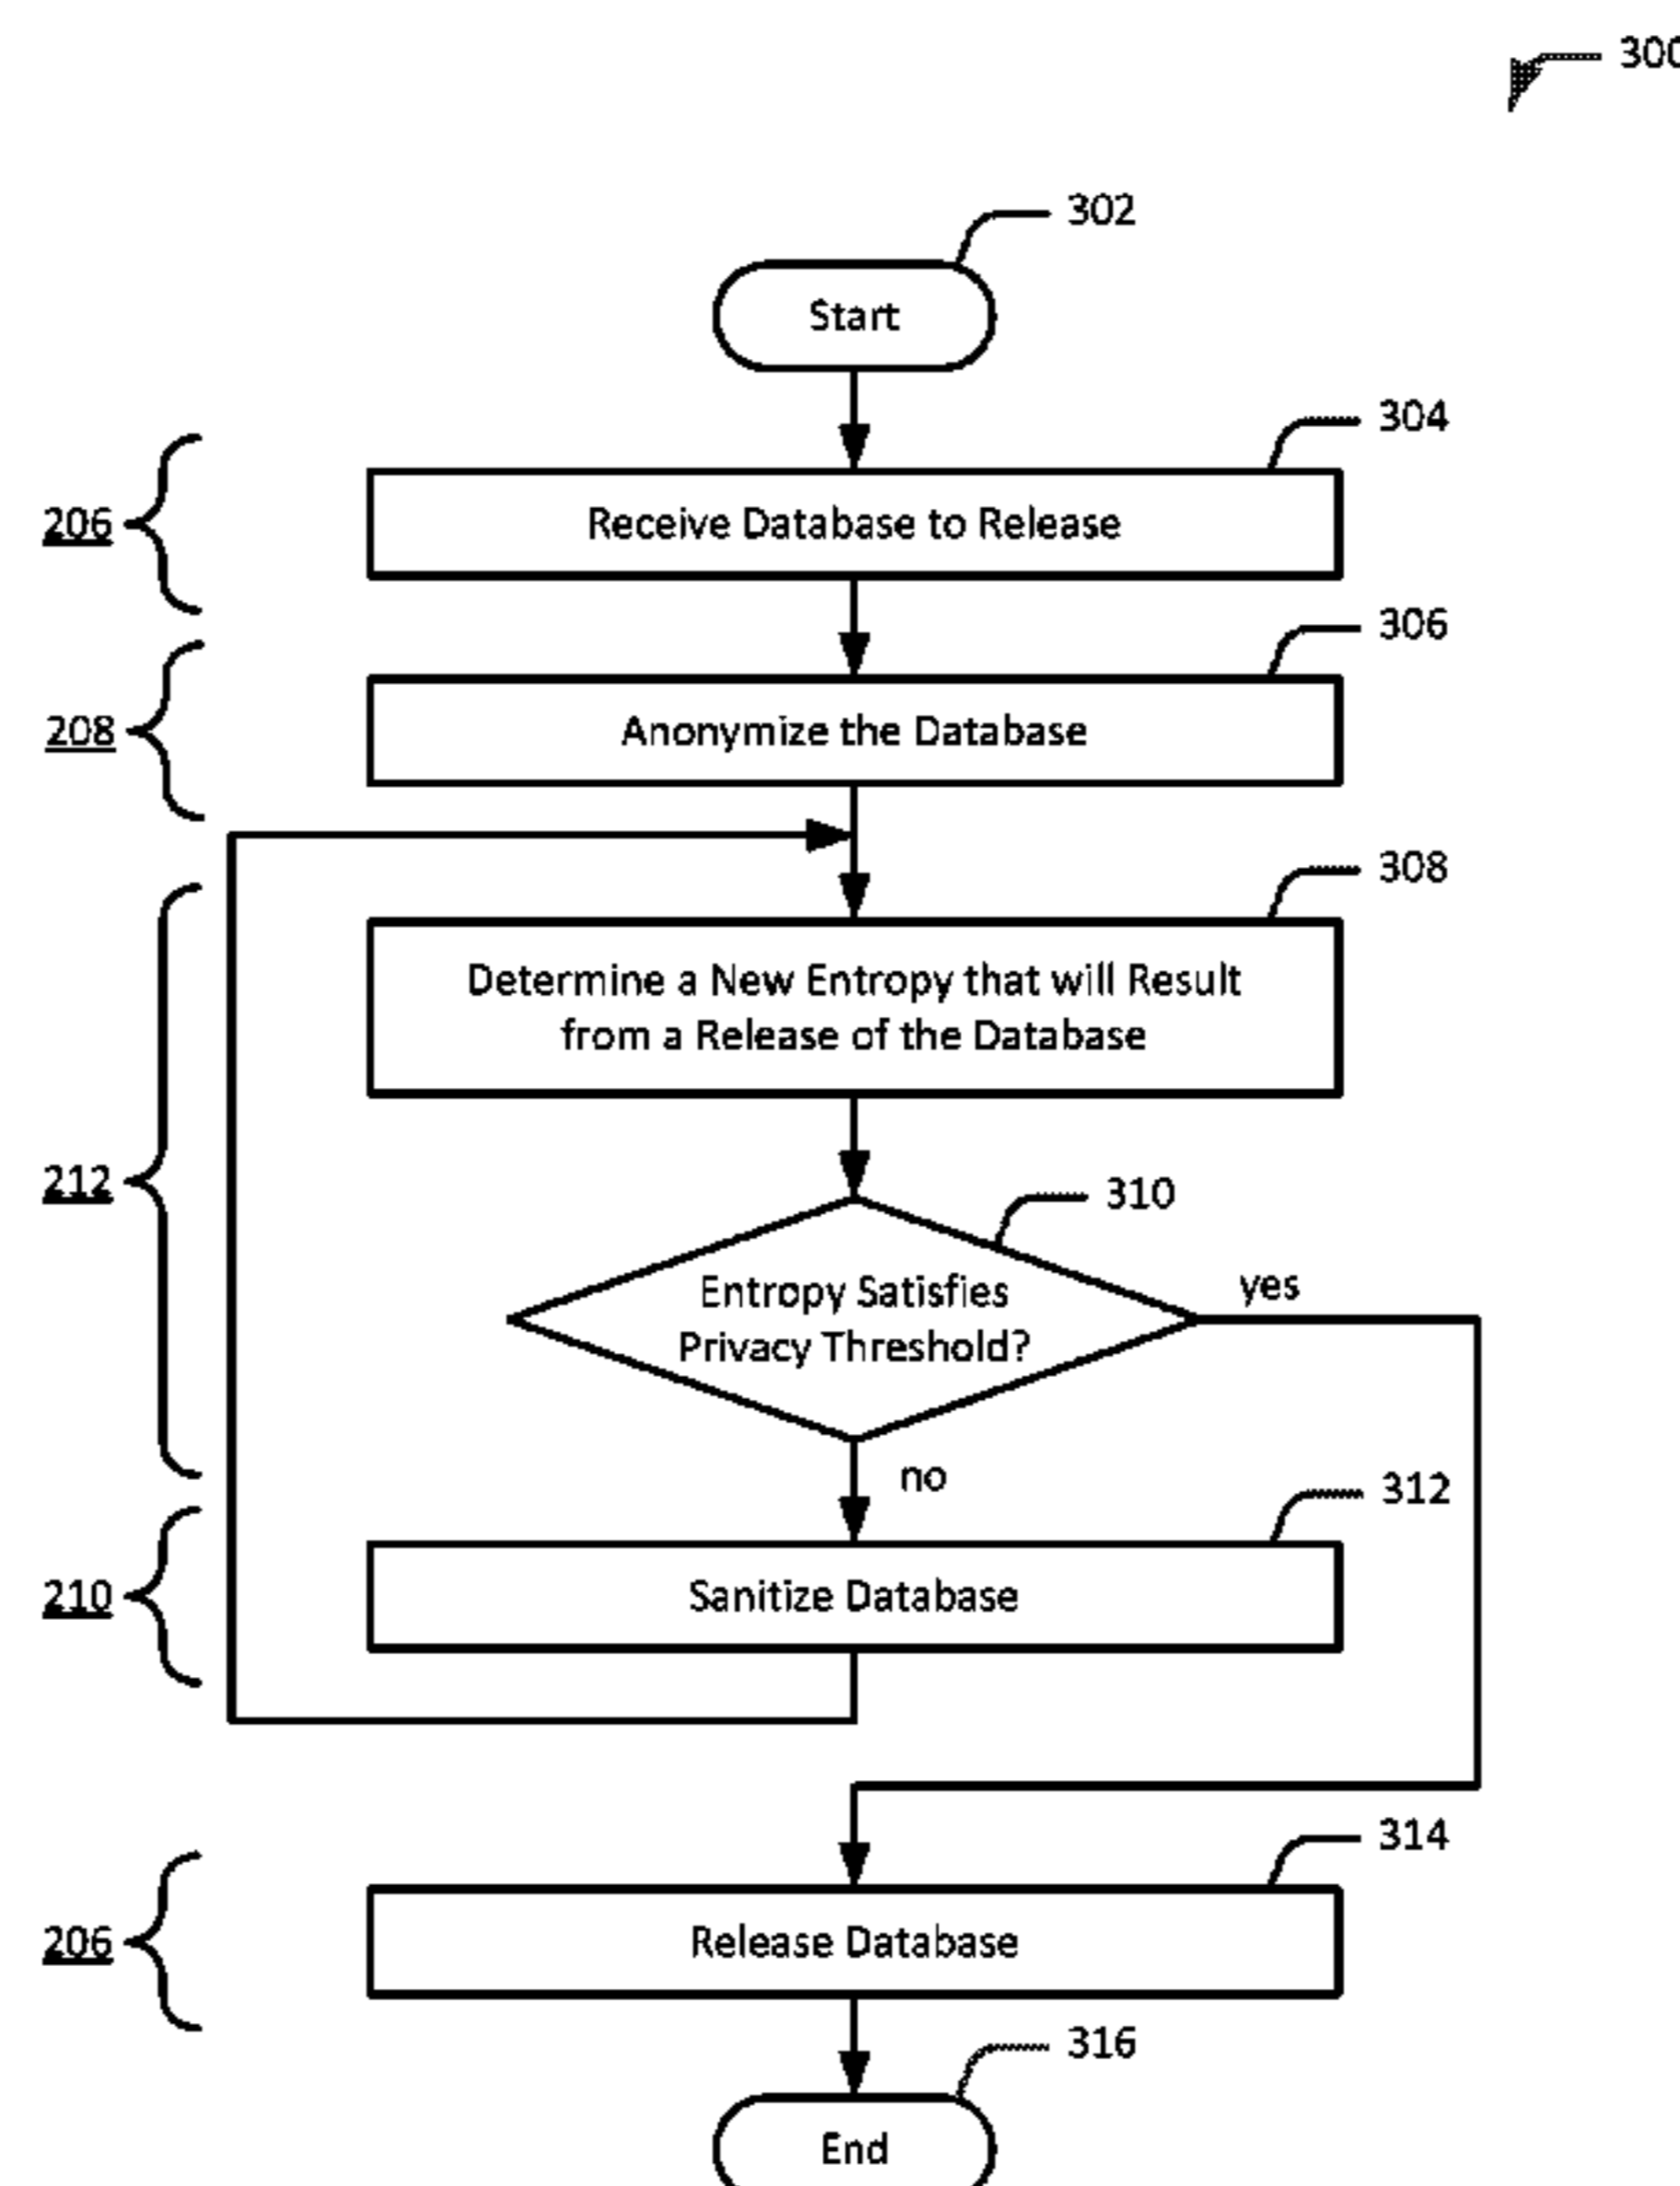 300
302
Start
304
206
Receive Database to Release
306
208
Anonymize the Database
308
Determine a New Entropy that will Result
from a Release of the Database
212
310
Entropy Satisfies
Privacy Threshold?
yes
no
312
210
Sanitize Database
314
206
Release Database
316
End